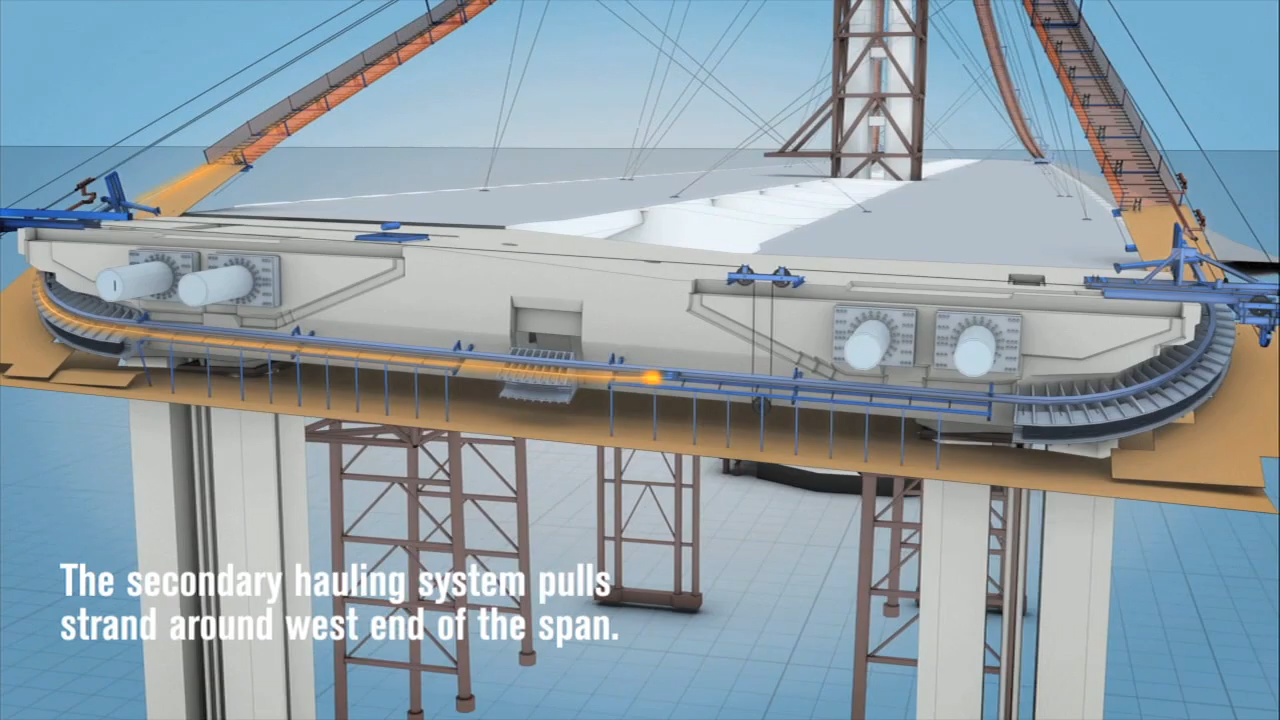 The secondary hauling system pulls
strand around west end of the span.